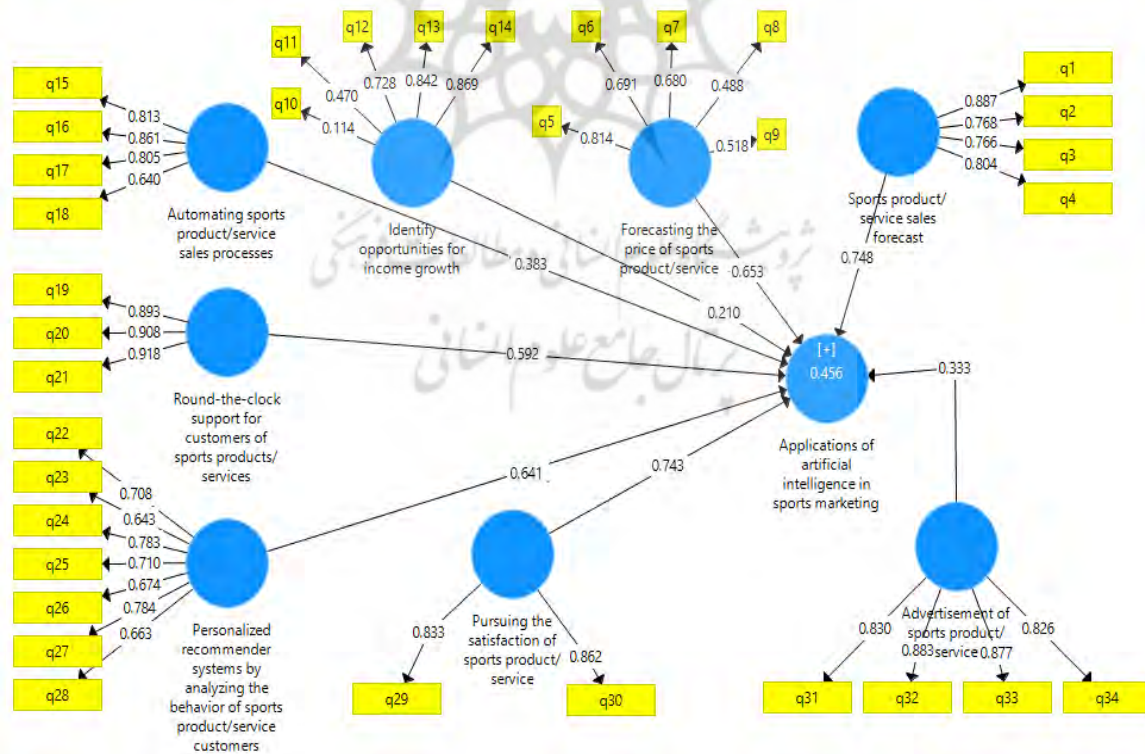 q12
q13
q14
q6
q7
q8
q11
q10
0.728
0.842
0.869
0.470
0.114
q5
q9
0.691
0.680
0.488
0.814
0.518
q15
q16
q17
q18
0.813
0.861
0.805
0.640
q1
q2
q3
q4
0.887
0.768
0.766
0.804
Automating sports
product/service
sales processes
Identify
opportunities for
income growth
Forecasting the
price of sports
product/service
Sports product/
service sales
forecast
0.383
0.210
0.653
0.748
پژوهشگاه علوم انسانی و مطالعات فرهنگی
پرتال جامع علوم انسانی
q19
q20
q21
0.893
0.908
0.918
0.592
[+]
0.456
0.333
Round-the-clock
support for
customers of
sports products/
services
Applications of
artificial
intelligence in
sports marketing
q22
q23
q24
q25
q26
q27
q28
0.708
0.643
0.783
0.710
0.674
0.784
0.663
0.641
0.743
Personalized
recommender
systems by
analyzing the
behavior of sports
product/service
customers
Pursuing the
satisfaction of
sports product/
service
0.833
0.862
q29
q30
Advertisement of
sports product/
service
0.830
0.883
0.877
0.826
q31
q32
q33
q34